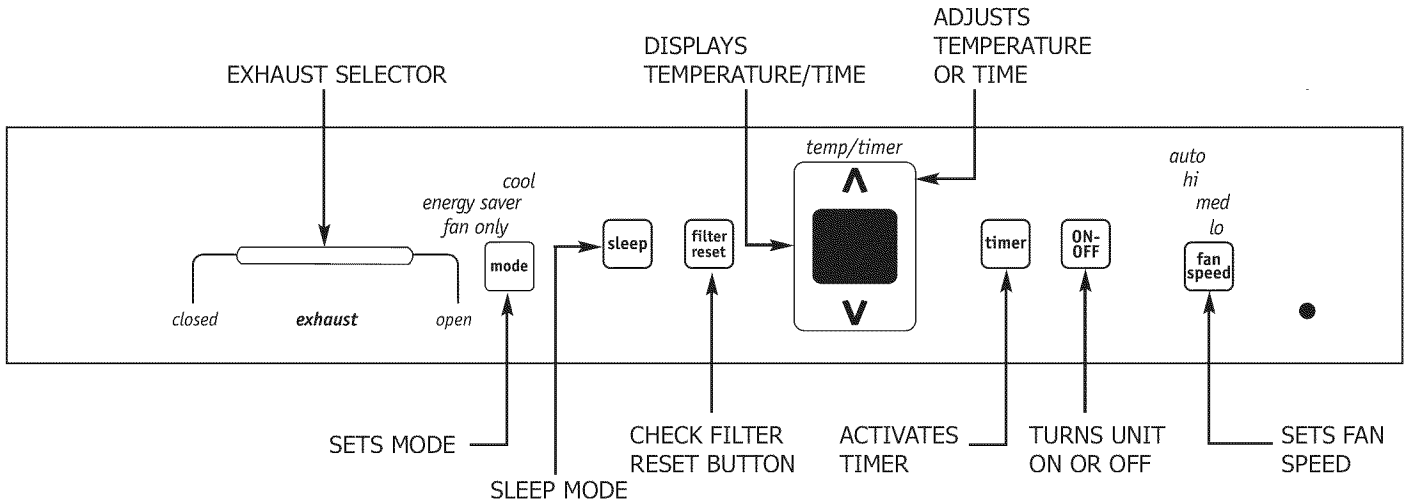 ADJUSTS
TEMPERATURE
OR TIME
DISPLAYS
TEMPERATURE/TIME
EXHAUST SELECTOR
temp/timer
cool
energy saver
fan only
mode
closed
exhaust
open
sleep
filter
reset
timer
ON-
OFF
auto
hi
med
lo
fan
speed
SETS MODE
SLEEP MODE
CHECK FILTER
RESET BUTTON
ACTIVATES
TIMER
TURNS UNIT
ON OR OFF
SETS FAN
SPEED